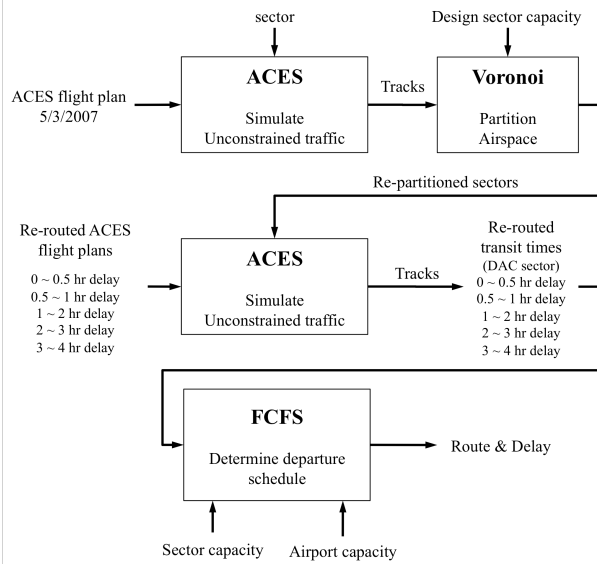 sector
Design sector capacity
ACES
Voronoi
Tracks
ACES flight plan
5/3/2007
Simulate
Unconstrained traffic
Partition
Airspace
Re-partitioned sectors
Re-routed ACES
flight plans
0 ~ 0.5 hr delay
0.5 ~ 1 hr delay
1 ~ 2 hr delay
2 ~ 3 hr delay
3 ~ 4 hr delay
ACES
Simulate
Unconstrained traffic
Tracks
Re-routed
transit times
(DAC sector)
0 ~ 0.5 hr delay
0.5 ~ 1 hr delay
1 ~ 2 hr delay
2 ~ 3 hr delay
3 ~ 4 hr delay
FCFS
Determine departure
schedule
Route & Delay
Sector capacity
Airport capacity